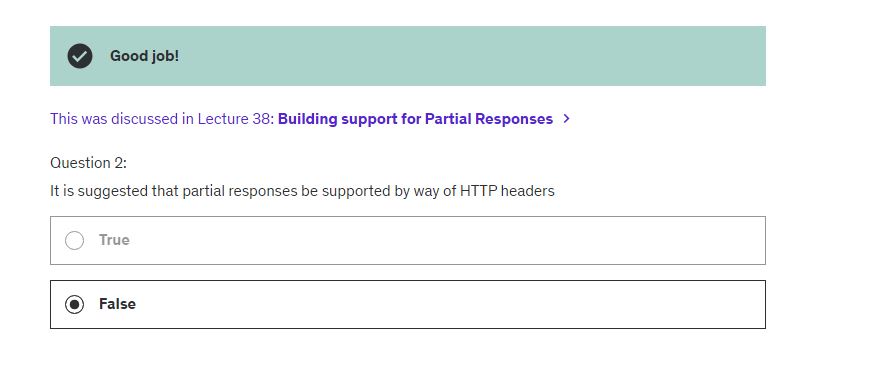 Good job!
This was discussed in Lecture 38: Building support for Partial Responses >
Question 2:
It is suggested that partial responses be supported by way of HTTP headers
True
False